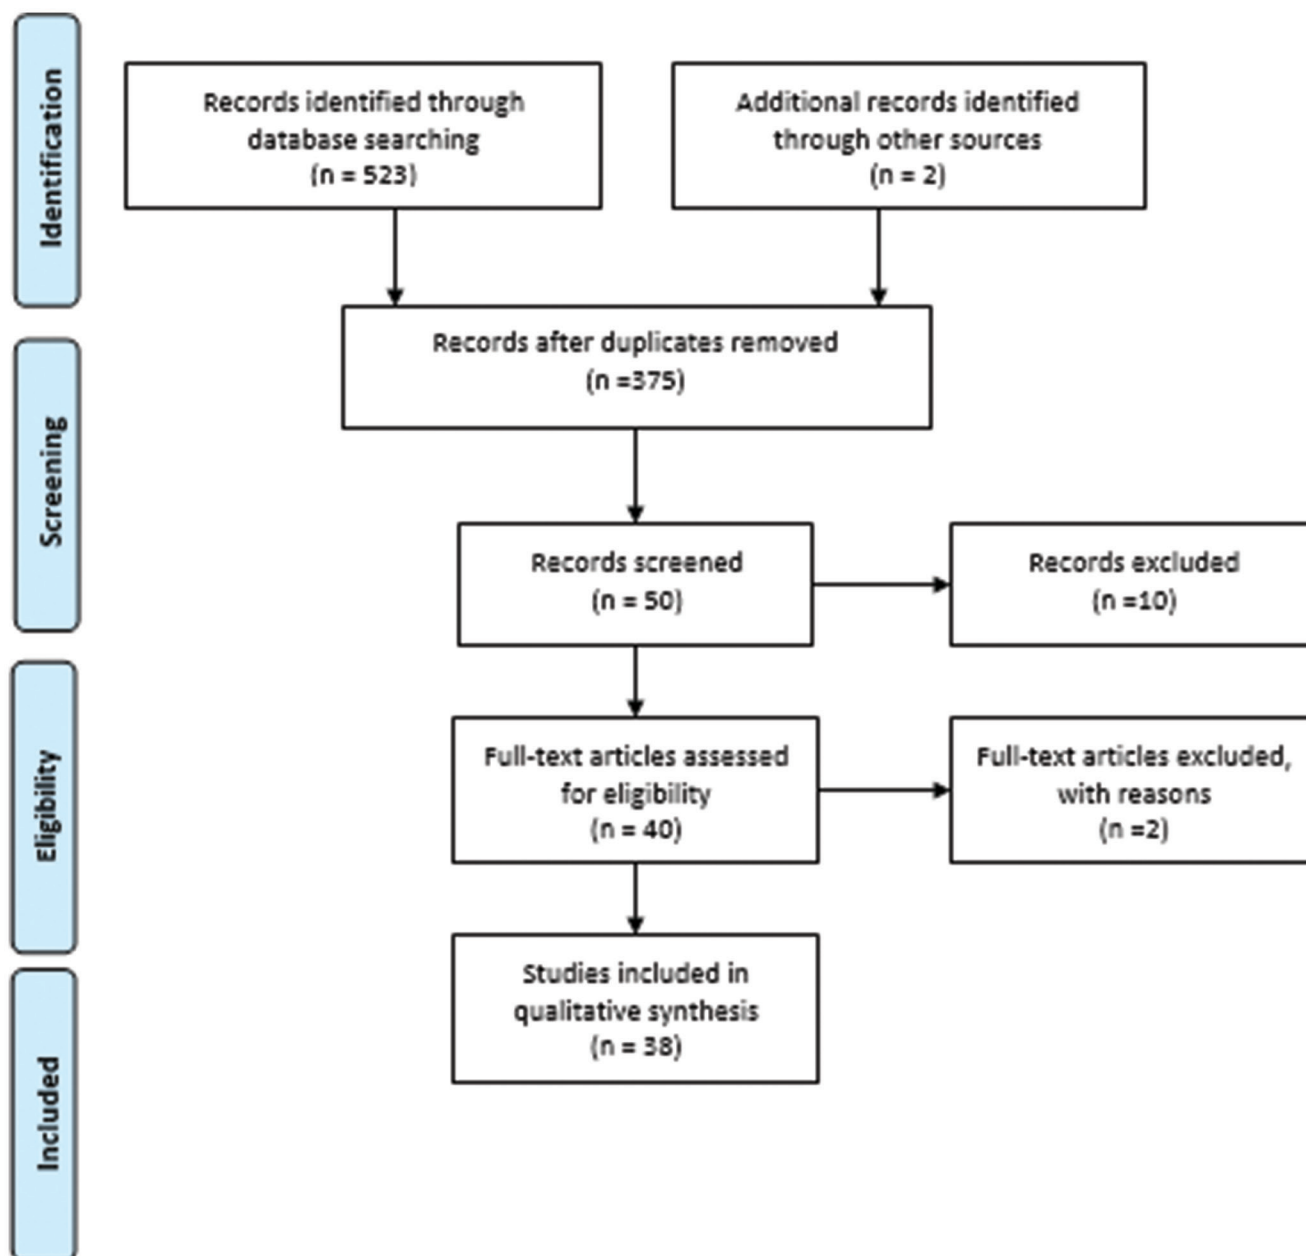 Identification
Records identified through
database searching
(n = 523)
Additional records identified
through other sources
(n = 2)
Records after duplicates removed
(n =375)
Screening
Records screened
(n = 50)
Records excluded
(n =10)
Eligibility
Full-text articles assessed
for eligibility
(n = 40)
Full-text articles excluded,
with reasons
(n =2)
Included
Studies included in
qualitative synthesis
(n = 38)